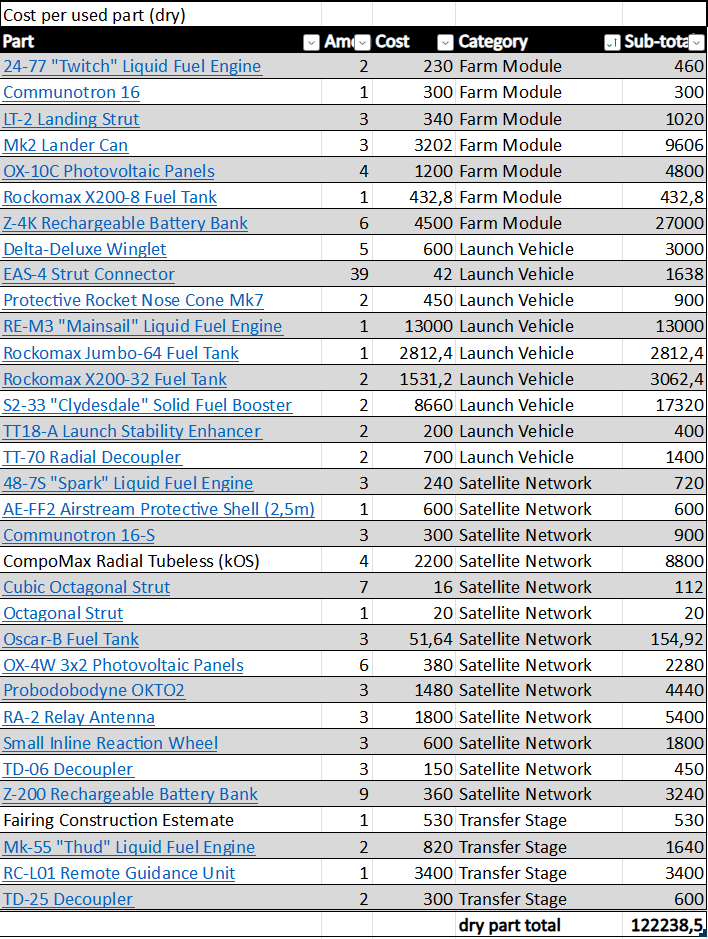 Cost per used part (dry)
Part Am Cost Category Sub-tota
24-77 "Twitch" Liquid Fuel Engine 2 230 Farm Module 460
Communotron 16 1 300 Farm Module 300
LT-2 Landing Strut 3 340 Farm Module 1020
Mk2 Lander Can 3 3202 Farm Module 9606
OX-10C Photovoltaic Panels 4 1200 Farm Module 4800
Rockomax X200-8 Fuel Tank 1 432,8 Farm Module 432,8
Z-4K Rechargeable Battery Bank 6 4500 Farm Module 27000
Delta-Deluxe Winglet 5 600 Launch Vehicle 3000
EAS-4 Strut Connector 39 42 Launch Vehicle 1638
Protective Rocket Nose Cone Mk7 2 450 Launch Vehicle 900
RE-M3 "Mainsail" Liquid Fuel Engine 1 13000 Launch Vehicle 13000
Rockomax Jumbo-64 Fuel Tank 1 2812,4 Launch Vehicle 2812,4
Rockomax X200-32 Fuel Tank 2 1531,2 Launch Vehicle 3062,4
S2-33 "Clydesdale" Solid Fuel Booster 2 8660 Launch Vehicle 17320
TT18-A Launch Stability Enhancer 2 200 Launch Vehicle 400
TT-70 Radial Decoupler 2 700 Launch Vehicle 1400
48-7S "Spark" Liquid Fuel Engine 3 240 Satellite Network 720
AE-FF2 Airstream Protective Shell (2,5m) 1 600 Satellite Network 600
Communotron 16-S 3 300 Satellite Network 900
CompoMax Radial Tubeless (kOS) 4 2200 Satellite Network 8800
Cubic Octagonal Strut 7 16 Satellite Network 112
Octagonal Strut 1 20 Satellite Network 20
Oscar-B Fuel Tank 3 51,64 Satellite Network 154,92
OX-4W 3x2 Photovoltaic Panels 6 380 Satellite Network 2280
Probodobodyne OKTO2 3 1480 Satellite Network 4440
RA-2 Relay Antenna 3 1800 Satellite Network 5400
Small Inline Reaction Wheel 3 600 Satellite Network 1800
TD-06 Decoupler 3 150 Satellite Network 450
Z-200 Rechargeable Battery Bank 9 360 Satellite Network 3240
Fairing Construction Estemate 1 530 Transfer Stage 530
Mk-55 "Thud" Liquid Fuel Engine 2 820 Transfer Stage 1640
RC-L01 Remote Guidance Unit 1 3400 Transfer Stage 3400
TD-25 Decoupler 2 300 Transfer Stage 600
dry part total 122238,5